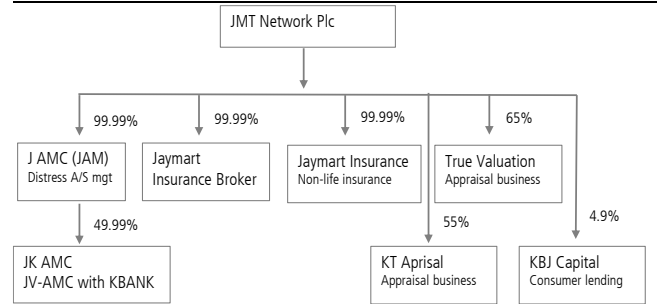 JMT Network Plc
99.99%
99.99%
99.99%
65%
J AMC (JAM)
Distress A/S mgt
Jaymart
Insurance Broker
Jaymart Insurance
Non-life insurance
True Valuation
Appraisal business
49.99%
55%
4.9%
JK AMC
JV-AMC with KBANK
KT Aprisal
Appraisal business
KBJ Capital
Consumer lending